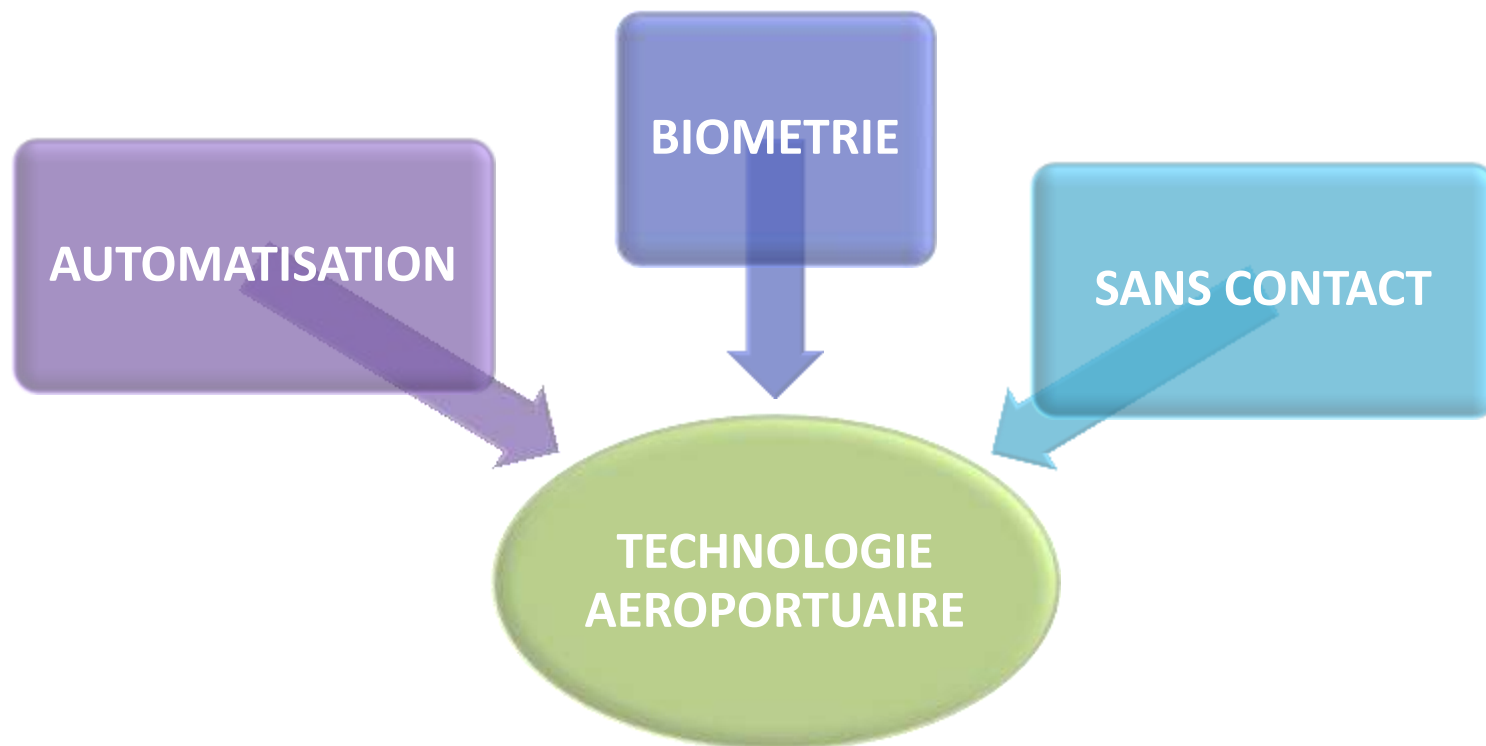 BIOMETRIE
AUTOMATISATION
SANS CONTACT
TECHNOLOGIE
AEROPORTUAIRE